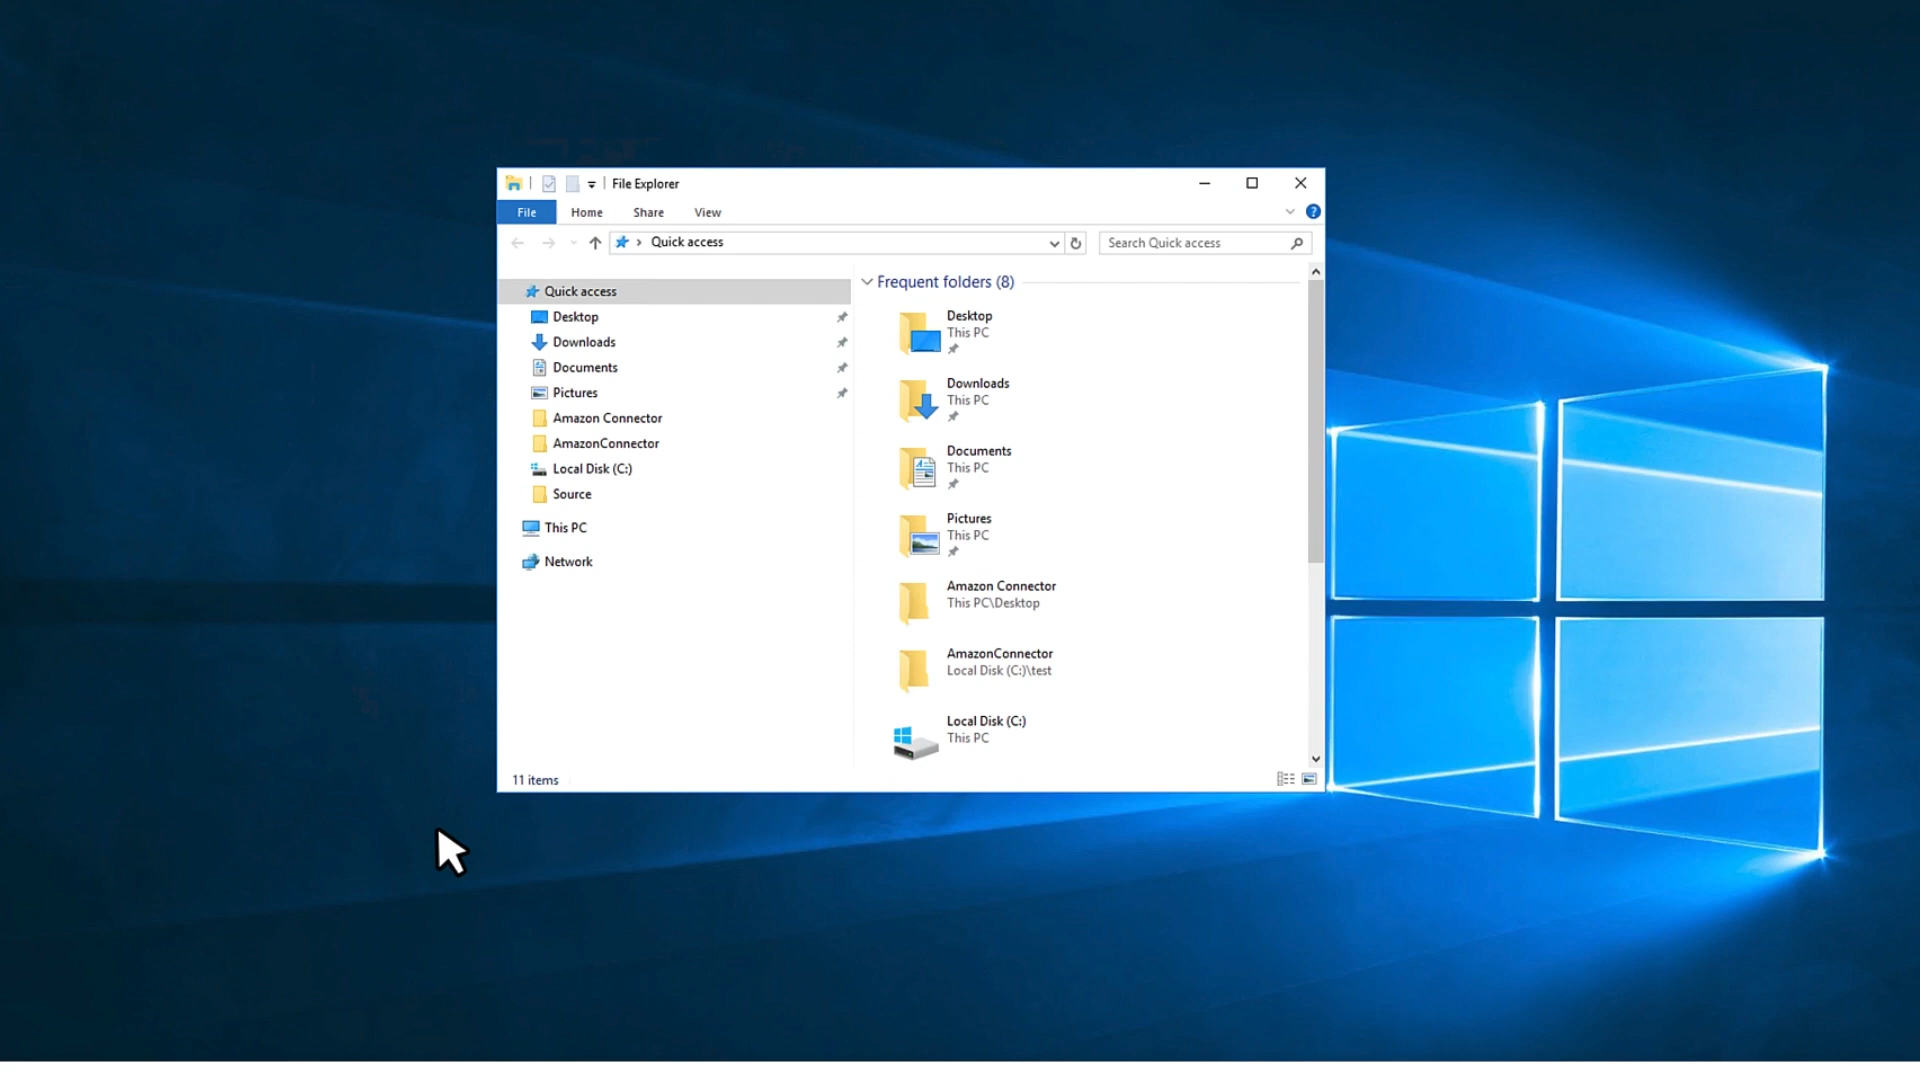 File Explorer
File Home Share View
Quick access
Search Quick access
Quick access
Desktop
Downloads
Documents
Pictures
Amazon Connector
AmazonConnector
Local Disk (C:)
Source
This PC
Network
Frequent folders (8)
Desktop
This PC
Downloads
This PC
Documents
This PC
Pictures
This PC
Amazon Connector
This PC\Desktop
AmazonConnector
Local Disk (C:)\test
Local Disk (C:)
This PC
11 items